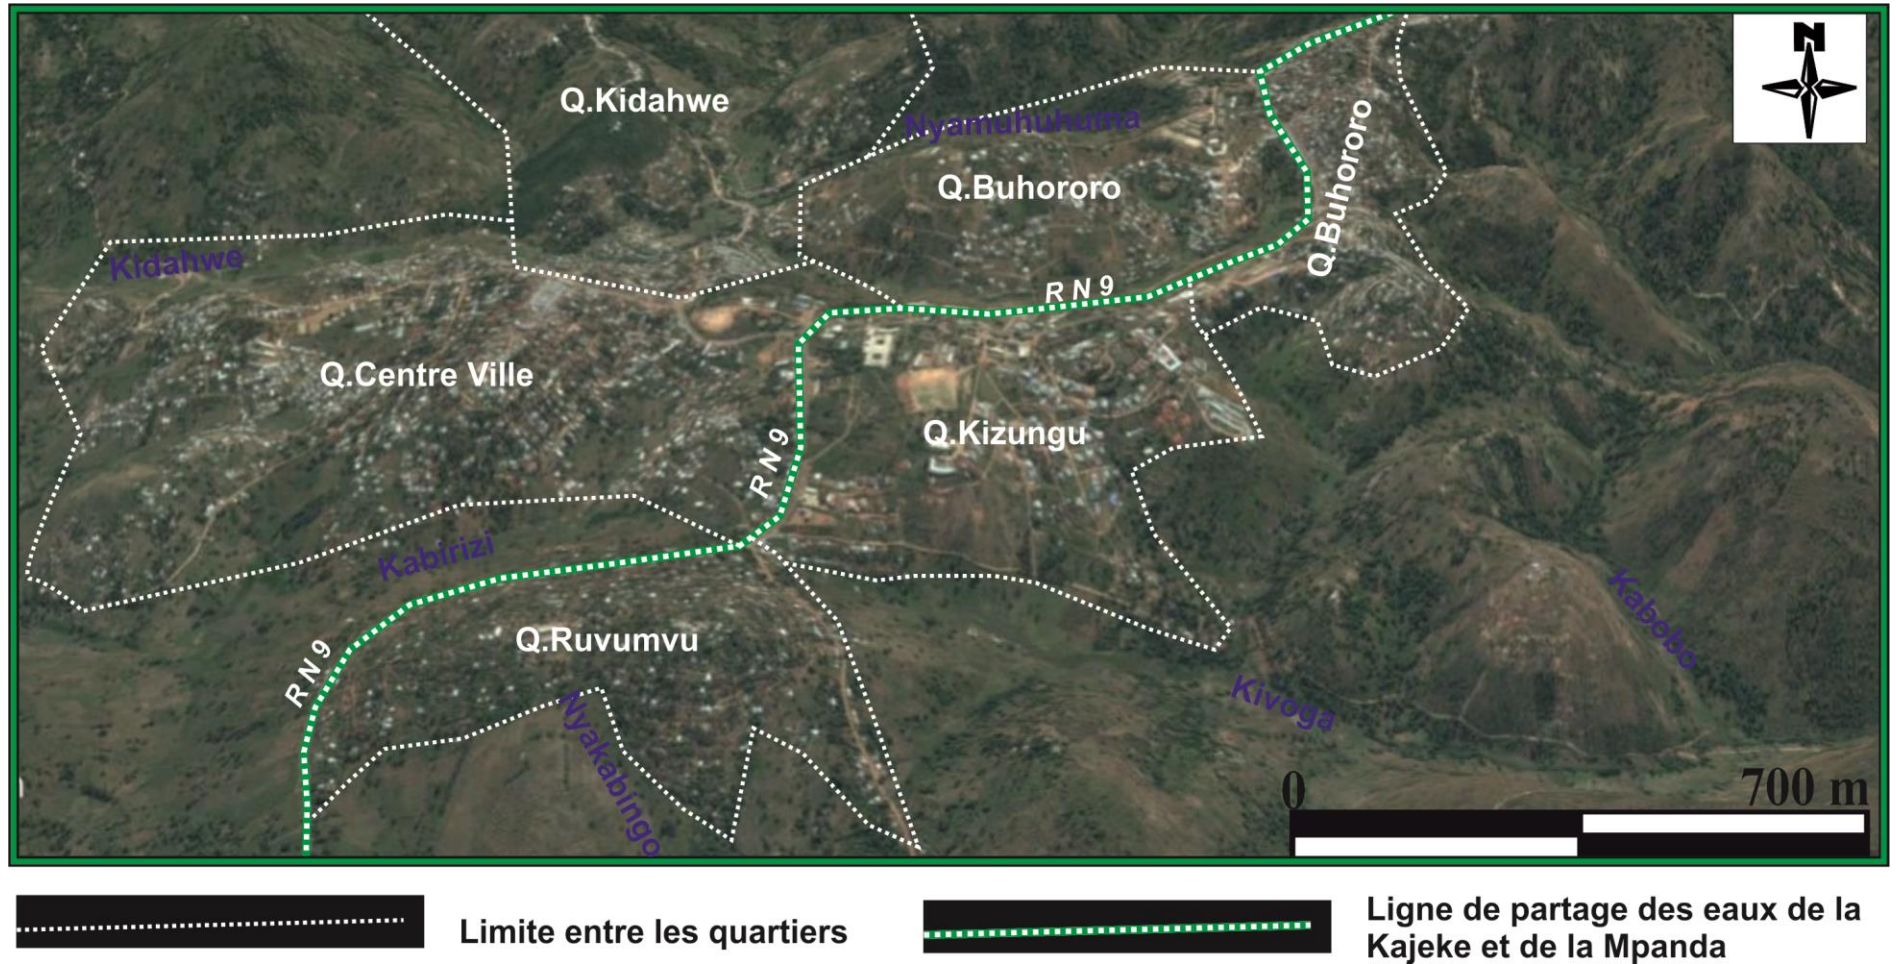 N
Q.Kidahwe
Nyamuhuhuma
Q.Buhororo
Q.Buhororo
Kidahwe
R N 9
Q.Centre Ville
Q.Kizungu
R N 9
Kabirizi
Kabobo
Q.Ruvumvu
R N 9
Kivoga
Nyakabingo
0 700 m
Limite entre les quartiers
Ligne de partage des eaux de la
Kajeke et de la Mpanda